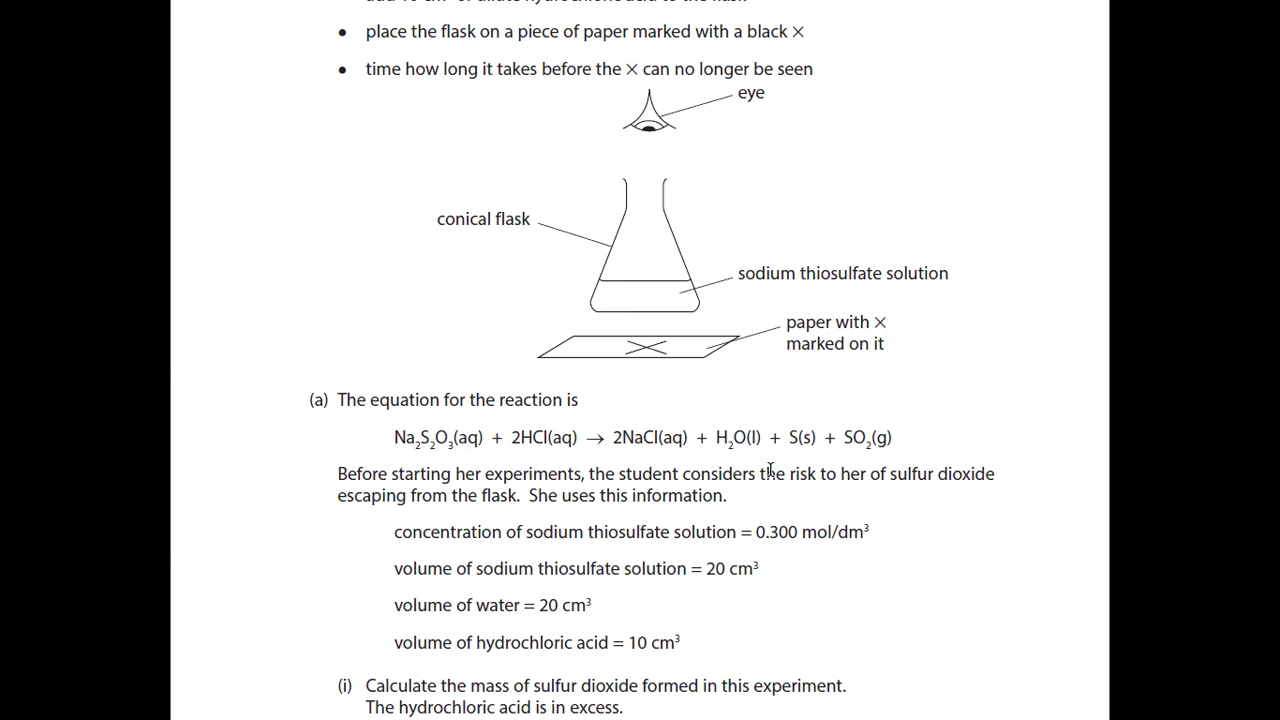 • place the flask on a piece of paper marked with a black ×
• time how long it takes before the × can no longer be seen
eye
conical flask
sodium thiosulfate solution
paper with ×
marked on it
(a) The equation for the reaction is
Na₂S₂O₃(aq) + 2HCl(aq) → 2NaCl(aq) + H₂O(l) + S(s) + SO₂(g)
Before starting her experiments, the student considers the risk to her of sulfur dioxide
escaping from the flask. She uses this information.
concentration of sodium thiosulfate solution = 0.300 mol/dm³
volume of sodium thiosulfate solution = 20 cm³
volume of water = 20 cm³
volume of hydrochloric acid = 10 cm³
(i) Calculate the mass of sulfur dioxide formed in this experiment.
The hydrochloric acid is in excess.